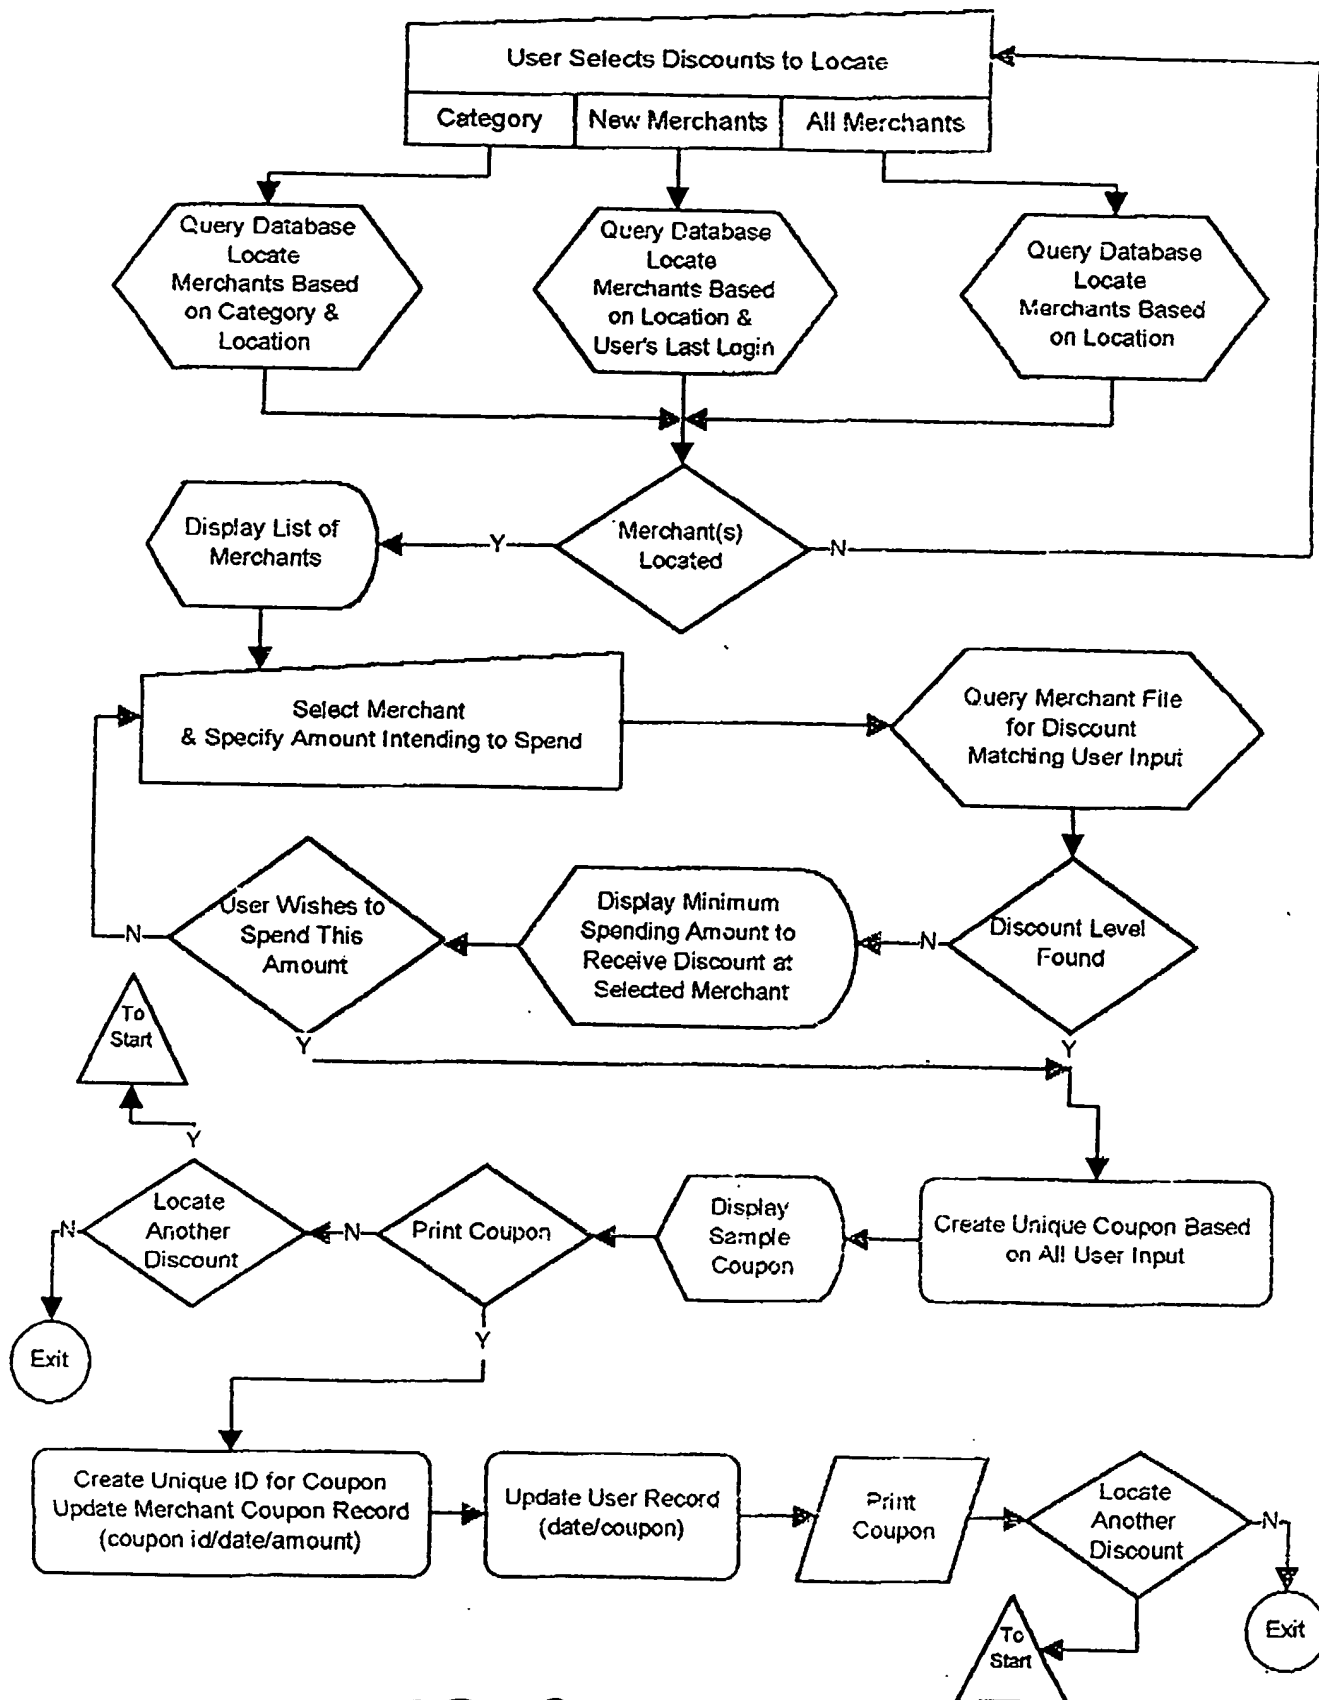 User Selects Discounts to Locate
Category
New Merchants
All Merchants
Query Database
Locate
Merchants Based
on Category &
Location
Query Database
Locate
Merchants Based
on Location &
User's Last Login
Query Database
Locate
Merchants Based
on Location
Merchant(s)
Located
Y
N
Display List of
Merchants
Select Merchant
& Specify Amount Intending to Spend
Query Merchant File
for Discount
Matching User Input
Discount Level
Found
N
Y
Display Minimum
Spending Amount to
Receive Discount at
Selected Merchant
User Wishes to
Spend This
Amount
N
Y
To
Start
Y
Locate
Another
Discount
N
Exit
Print Coupon
N
Y
Display
Sample
Coupon
Create Unique Coupon Based
on All User Input
Create Unique ID for Coupon
Update Merchant Coupon Record
(coupon id/date/amount)
Update User Record
(date/coupon)
Print
Coupon
Locate
Another
Discount
N
Exit
To
Start